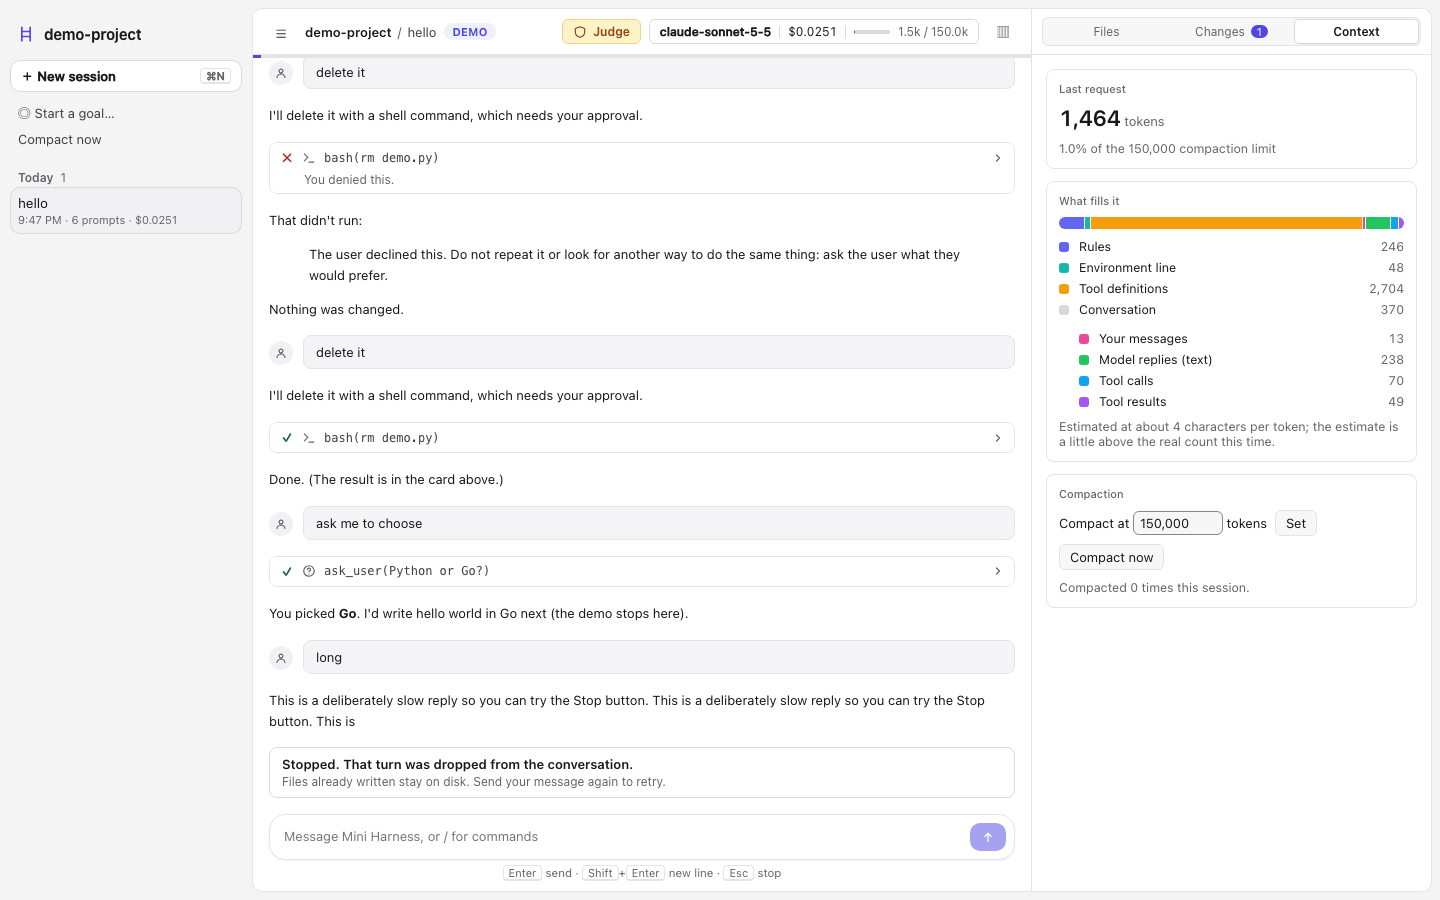 demo-project
+ New session ⌘N
Start a goal...
Compact now
Today 1
hello
9:47 PM · 6 prompts · $0.0251
demo-project / hello DEMO
Judge
claude-sonnet-5-5 $0.0251 1.5k / 150.0k
delete it
I'll delete it with a shell command, which needs your approval.
bash(rm demo.py)
You denied this.
That didn't run:
The user declined this. Do not repeat it or look for another way to do the same thing: ask the user what they
would prefer.
Nothing was changed.
delete it
I'll delete it with a shell command, which needs your approval.
bash(rm demo.py)
Done. (The result is in the card above.)
ask me to choose
ask_user(Python or Go?)
You picked Go. I'd write hello world in Go next (the demo stops here).
long
This is a deliberately slow reply so you can try the Stop button. This is a deliberately slow reply so you can try the Stop
button. This is
Stopped. That turn was dropped from the conversation.
Files already written stay on disk. Send your message again to retry.
Message Mini Harness, or / for commands
Enter send · Shift+Enter new line · Esc stop
Files Changes 1 Context
Last request
1,464 tokens
1.0% of the 150,000 compaction limit
What fills it
Rules 246
Environment line 48
Tool definitions 2,704
Conversation 370
Your messages 13
Model replies (text) 238
Tool calls 70
Tool results 49
Estimated at about 4 characters per token; the estimate is
a little above the real count this time.
Compaction
Compact at 150,000 tokens Set
Compact now
Compacted 0 times this session.